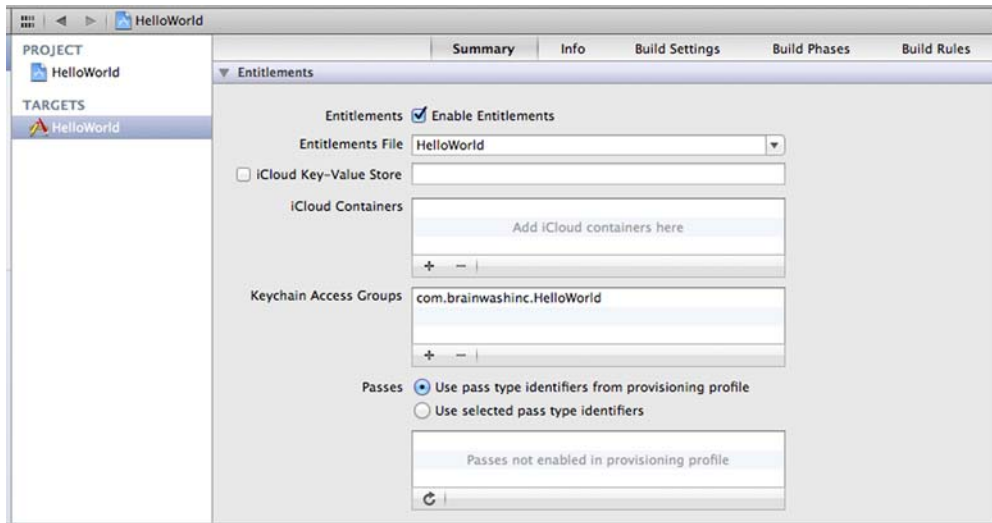 HelloWorld
PROJECT
HelloWorld
TARGETS
HelloWorld
Summary Info Build Settings Build Phases Build Rules
Entitlements
Entitlements Enable Entitlements
Entitlements File HelloWorld
iCloud Key-Value Store
iCloud Containers
Add iCloud containers here
Keychain Access Groups com.brainwashinc.HelloWorld
Passes Use pass type identifiers from provisioning profile
Use selected pass type identifiers
Passes not enabled in provisioning profile